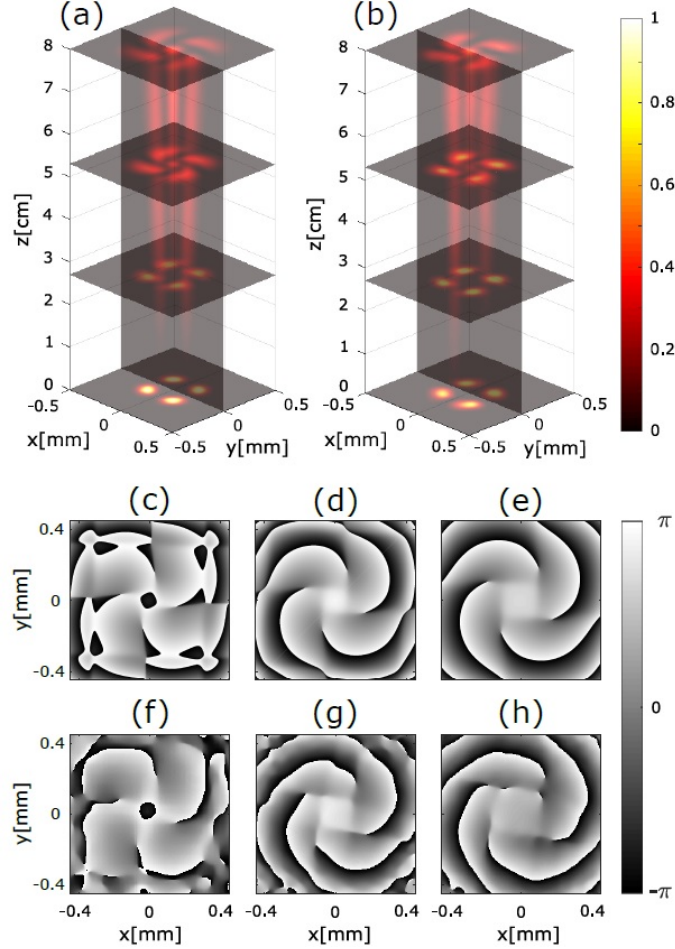 (a) (b)
8 8 1
7 7
6 6 0.8
5 5
z[cm] 4 z[cm] 4 0.6
3 3
2 2 0.4
1 1
0 0 0.2
-0.5 0.5 -0.5 0.5
0 0 0 0
x[mm] 0.5 -0.5 y[mm] x[mm] 0.5 -0.5 y[mm] 0
(c) (d) (e)
0.4 π
y[mm] 0
-0.4
(f) (g) (h) 0
0.4
y[mm] 0
-0.4 -π
-0.4 0 0.4 -0.4 0 0.4 -0.4 0 0.4
x[mm] x[mm] x[mm]